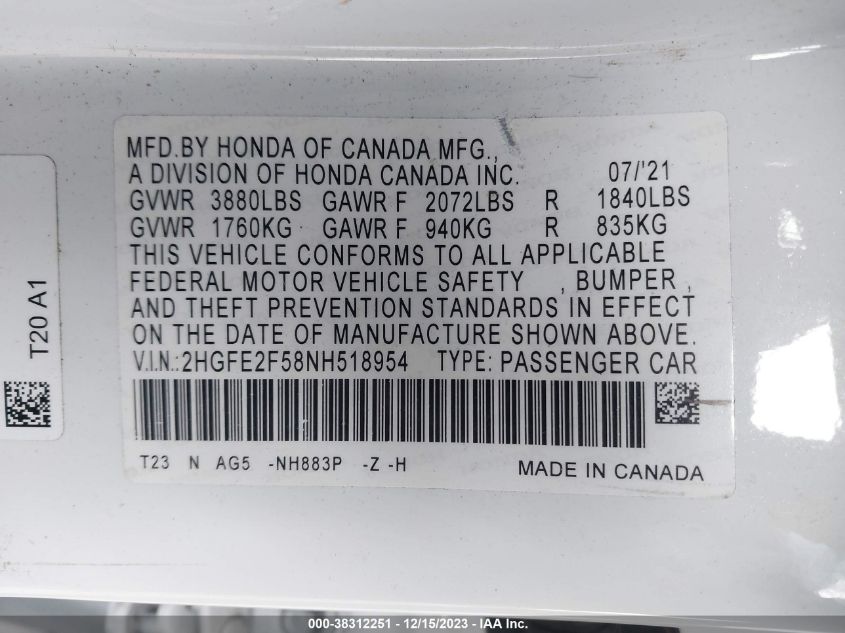 MFD.BY HONDA OF CANADA MFG.,
A DIVISION OF HONDA CANADA INC. 07/'21
GVWR 3880LBS GAWR F 2072LBS R 1840LBS
GVWR 1760KG GAWR F 940KG R 835KG
THIS VEHICLE CONFORMS TO ALL APPLICABLE
FEDERAL MOTOR VEHICLE SAFETY , BUMPER ,
AND THEFT PREVENTION STANDARDS IN EFFECT
ON THE DATE OF MANUFACTURE SHOWN ABOVE.
V.I.N.:2HGFE2F58NH518954 TYPE: PASSENGER CAR
T23 N AG5 -NH883P -Z -H
MADE IN CANADA
T20 A1
000-38312251 - 12/15/2023 - IAA Inc.